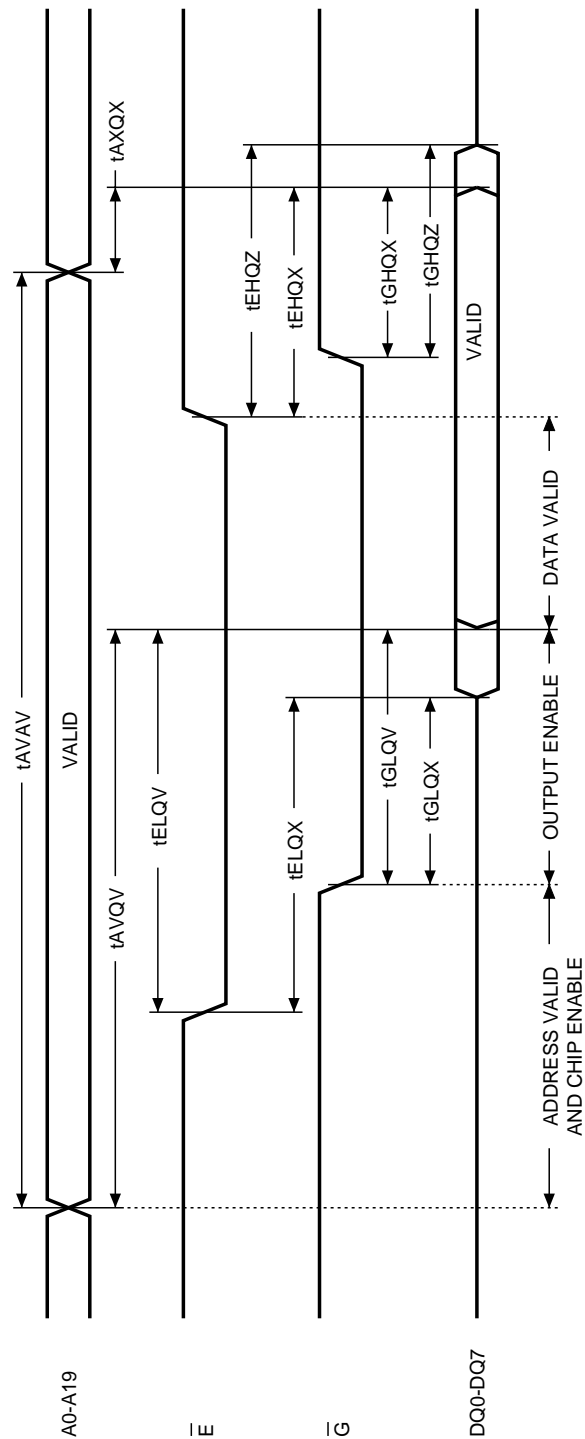 tAVAV
A0-A19
VALID
tAVQV
tAXQX
tELQV
tEHQZ
E
tELQX
tEHQX
G
tGLQV
tGHQX
tGLQX
tGHQZ
DQ0-DQ7
VALID
ADDRESS VALID
AND CHIP ENABLE
OUTPUT ENABLE
DATA VALID